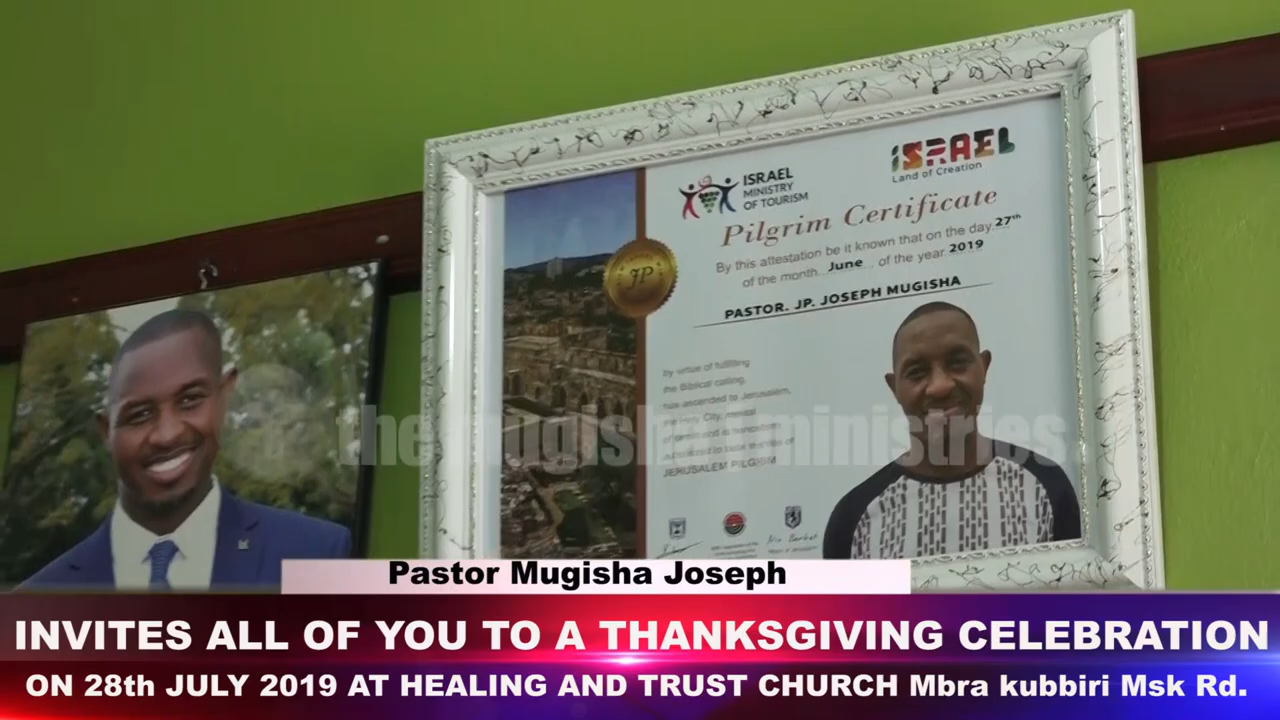 ISRAEL
MINISTRY
OF TOURISM
ISRAEL
Land of Creation
Pilgrim Certificate
By this attestation be it known that on the day 27th
of the month June of the year 2019
PASTOR. JP. JOSEPH MUGISHA
JP
by virtue of fulfilling
the Biblical calling,
has ascended to Jerusalem,
City,
JERUSALEM PILGRIM
the mugisha ministries
Pastor Mugisha Joseph
INVITES ALL OF YOU TO A THANKSGIVING CELEBRATION
ON 28th JULY 2019 AT HEALING AND TRUST CHURCH Mbra kubbiri Msk Rd.